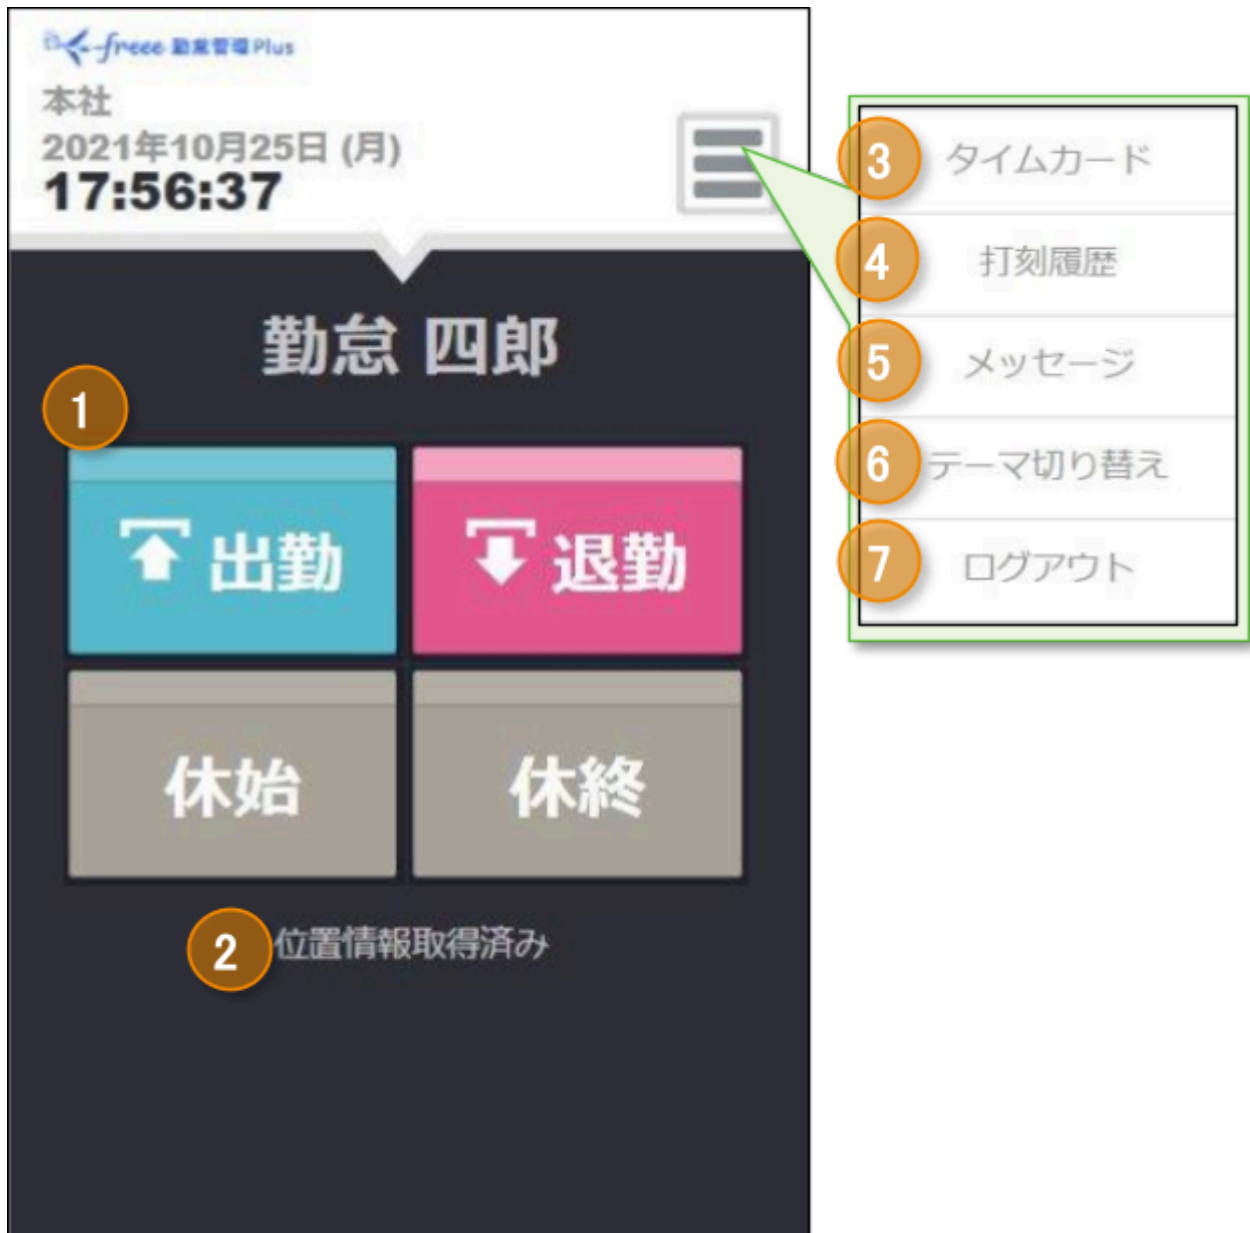 freee 勤怠管理Plus
本社
2021年10月25日 (月)
17:56:37
勤怠 四郎
1
出勤
退勤
休始
休終
2 位置情報取得済み
3 タイムカード
4 打刻履歴
5 メッセージ
6 テーマ切り替え
7 ログアウト